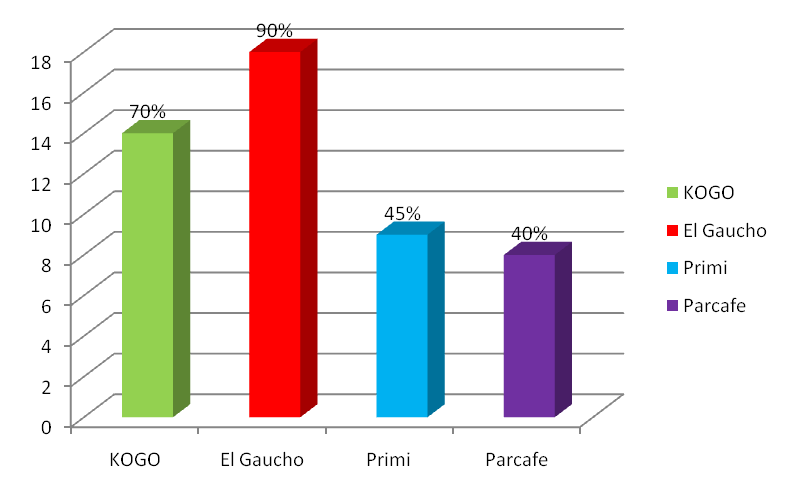 90%
18
16
70%
14
12
10
45%
40%
8
6
4
2
0
KOGO
El Gaucho
Primi
Parcafe
KOGO
El Gaucho
Primi
Parcafe